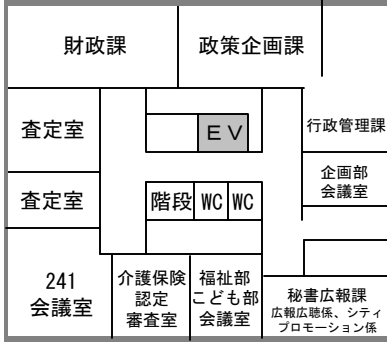 財政課
政策企画課
査定室
ＥＶ
行政管理課
企画部
会議室
査定室
階段
WC
WC
241
会議室
介護保険
認定
審査室
福祉部
こども部
会議室
秘書広報課
広報広聴係、シティ
プロモーション係